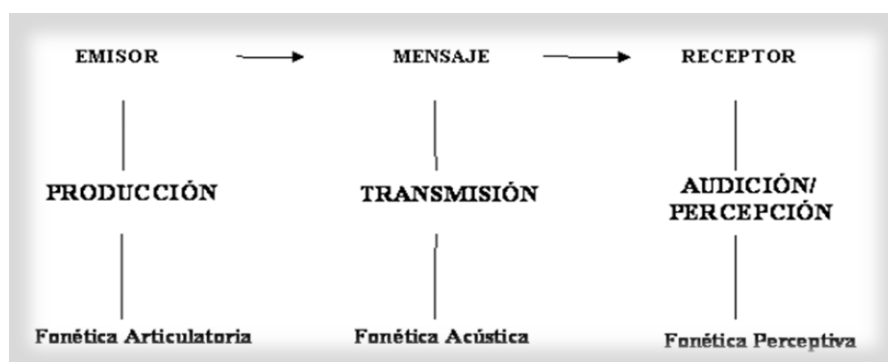 EMISOR MENSAJE RECEPTOR
PRODUCCIÓN TRANSMISIÓN AUDICIÓN/
PERCEPCIÓN
Fonética Articulatoria Fonética Acústica Fonética Perceptiva